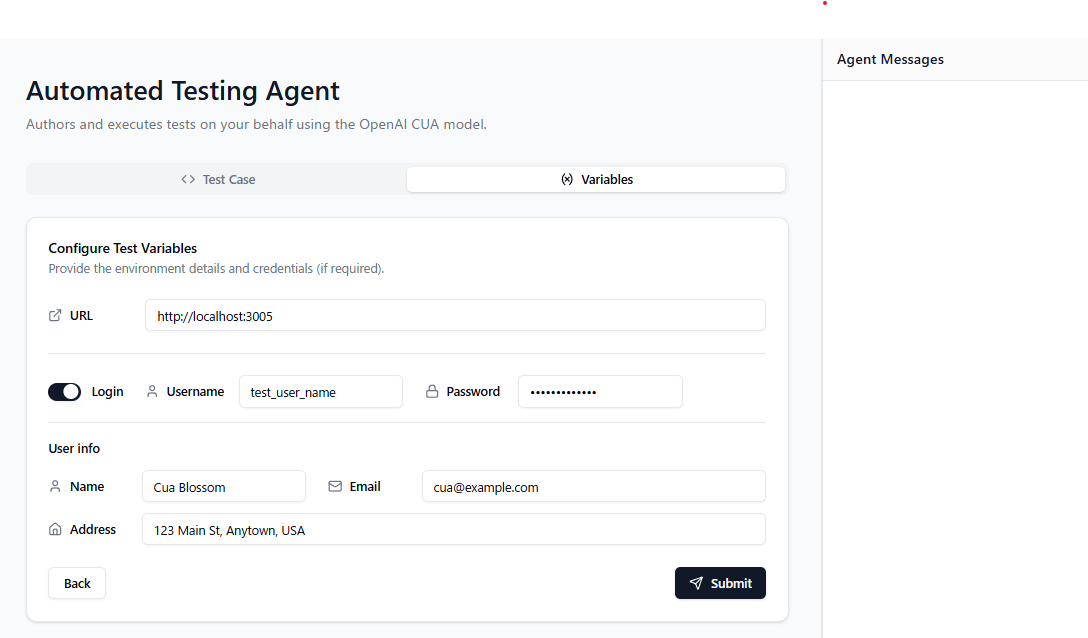 Agent Messages
Automated Testing Agent
Authors and executes tests on your behalf using the OpenAI CUA model.
Test Case
Variables
Configure Test Variables
Provide the environment details and credentials (if required).
URL http://localhost:3005
Login Username test_user_name Password •••••••••••••
User info
Name Cua Blossom Email cua@example.com
Address 123 Main St, Anytown, USA
Back Submit